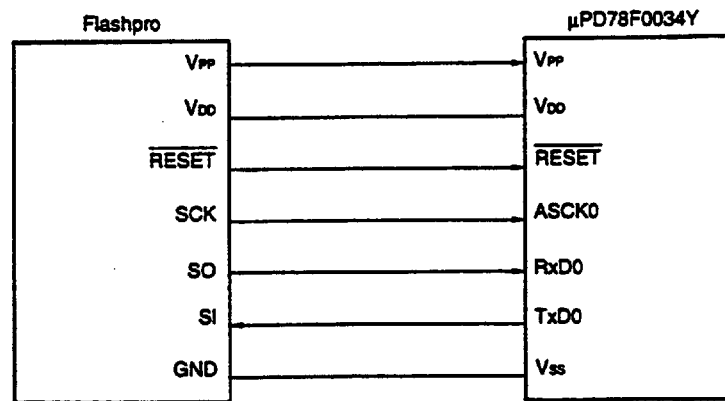 Flashpro μPD78F0034Y
VPP VPP
VDD VDD
RESET RESET
SCK ASCK0
SO RxD0
SI TxD0
GND VSS